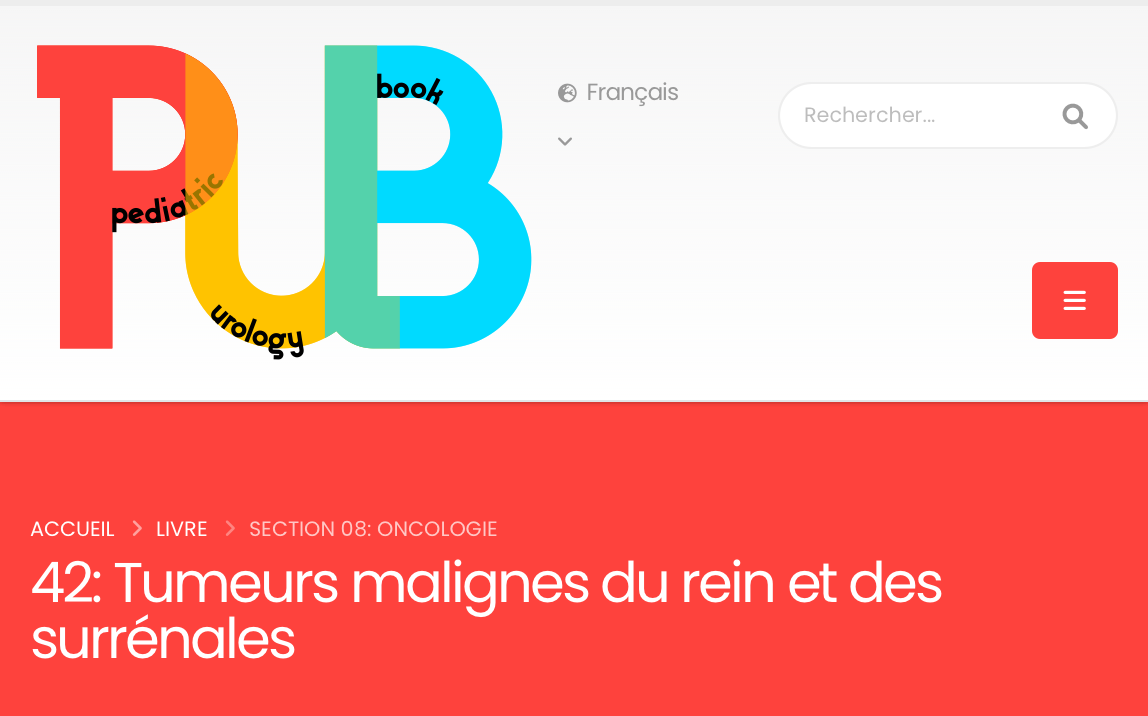 PUB
book
pediatric
urology
Français
Rechercher...
ACCUEIL > LIVRE > SECTION 08: ONCOLOGIE
42: Tumeurs malignes du rein et des
surrénales